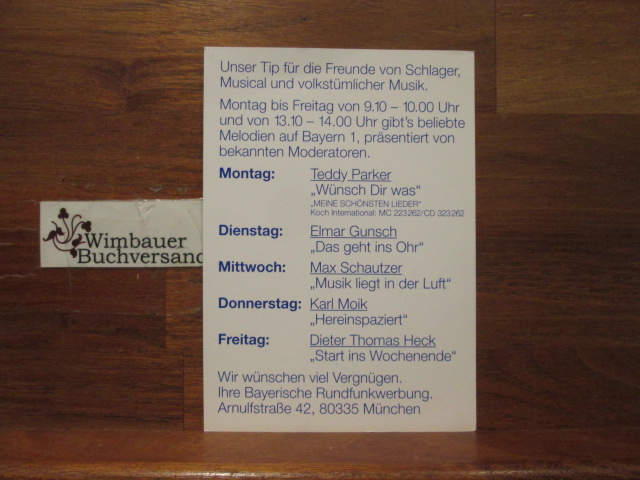 Unser Tip für die Freunde von Schlager,
Musical und volkstümlicher Musik.
Montag bis Freitag von 9.10 – 10.00 Uhr
und von 13.10 – 14.00 Uhr gibt's beliebte
Melodien auf Bayern 1, präsentiert von
bekannten Moderatoren.
Montag: Teddy Parker
„Wünsch Dir was“
„MEINE SCHÖNSTEN LIEDER“
Koch International: MC 223262/CD 323262
Dienstag: Elmar Gunsch
„Das geht ins Ohr“
Mittwoch: Max Schautzer
„Musik liegt in der Luft“
Donnerstag: Karl Moik
„Hereinspaziert“
Freitag: Dieter Thomas Heck
„Start ins Wochenende“
Wir wünschen viel Vergnügen.
Ihre Bayerische Rundfunkwerbung.
Arnulfstraße 42, 80335 München
Wimbauer
Buchversand